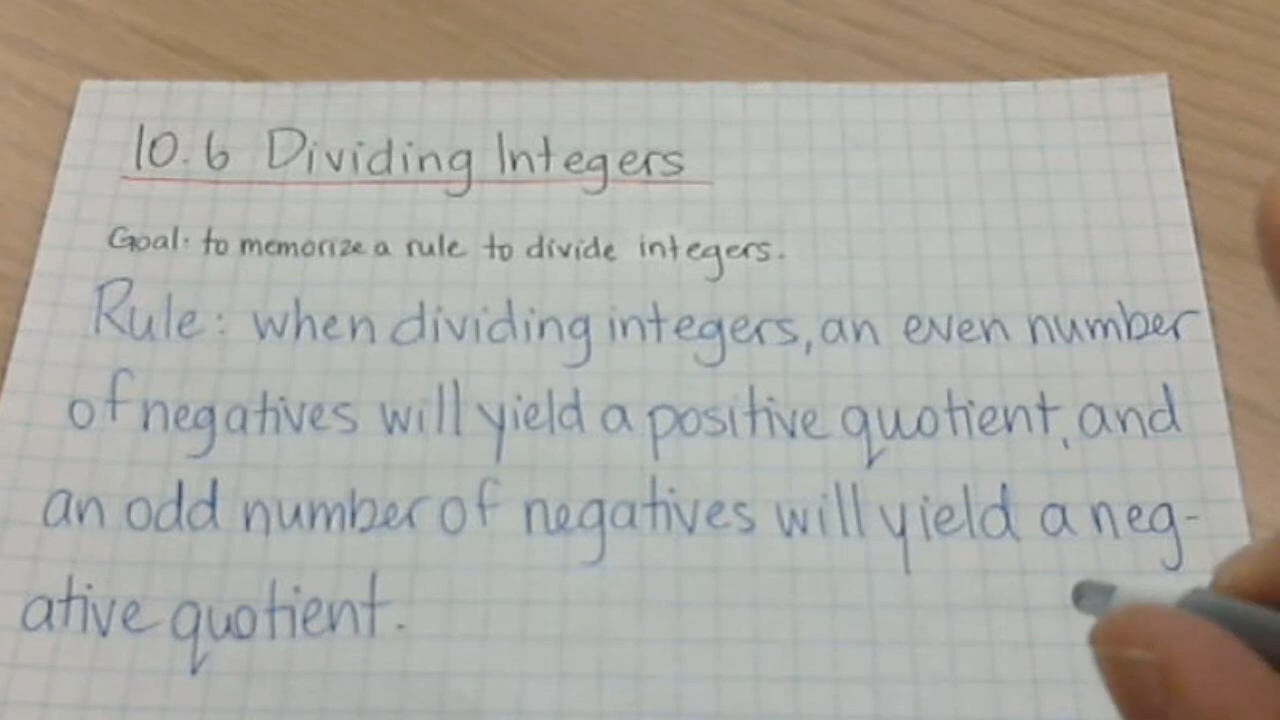 10.6 Dividing Integers
Goal: to memorize a rule to divide integers.
Rule: when dividing integers, an even number
of negatives will yield a positive quotient, and
an odd number of negatives will yield a neg-
ative quotient.